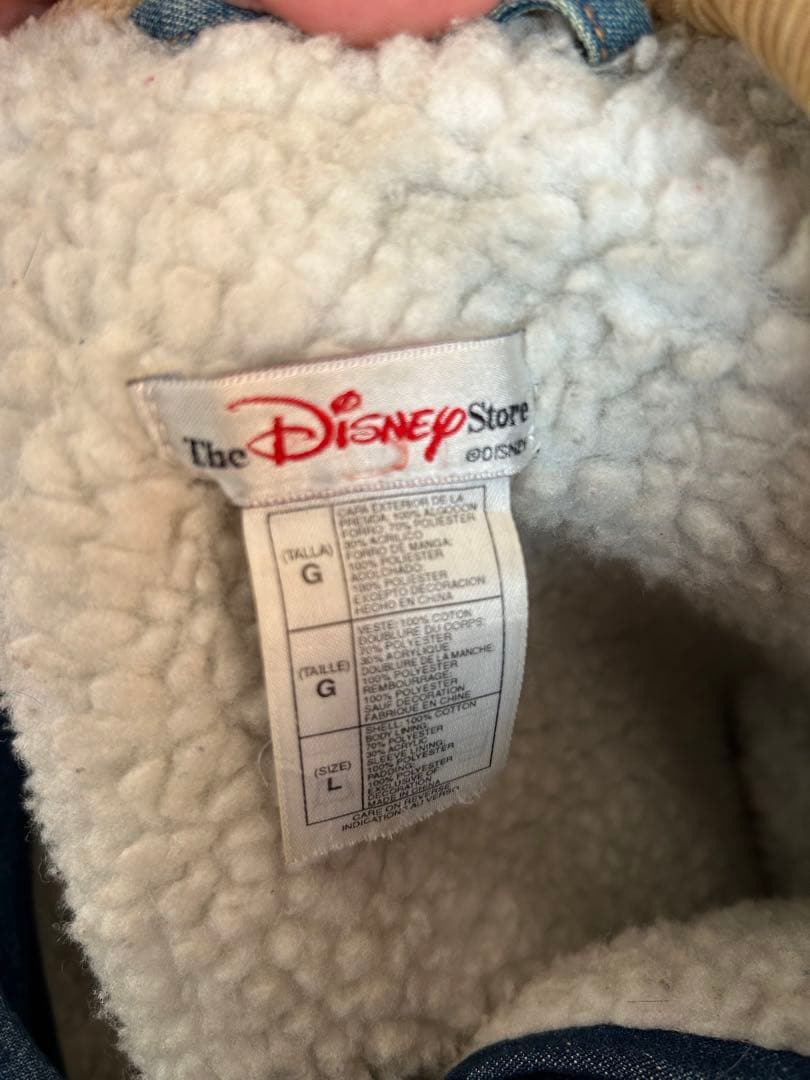 The Disney Store
©DISNEY
(TALLA)
G
CAPA EXTERIOR DE LA
PRENDA: 100% ALGODON
FORRO: 70% POLIESTER
30% ACRILICO
FORRO DE MANGA:
100% POLIESTER
ACOLCHADO:
100% POLIESTER
EXCEPTO DECORACION
HECHO EN CHINA
(TAILLE)
G
VESTE: 100% COTON
DOUBLURE DU CORPS:
70% POLYESTER
30% ACRYLIQUE
DOUBLURE DE LA MANCHE:
100% POLYESTER
REMBOURRAGE:
100% POLYESTER
SAUF DECORATION
FABRIQUE EN CHINE
(SIZE)
L
SHELL: 100% COTTON
BODY LINING:
70% POLYESTER
30% ACRYLIC
SLEEVE LINING:
100% POLYESTER
PADDING:
100% POLYESTER
EXCLUSIVE OF
DECORATION
MADE IN CHINA
CARE ON REVERSE
INDICATIONS AU VERSO